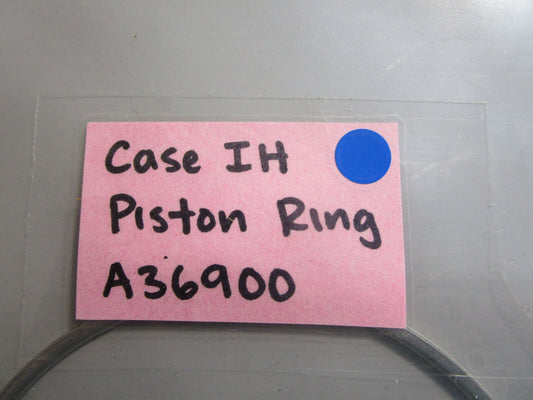 Case IH
Piston Ring
A36900